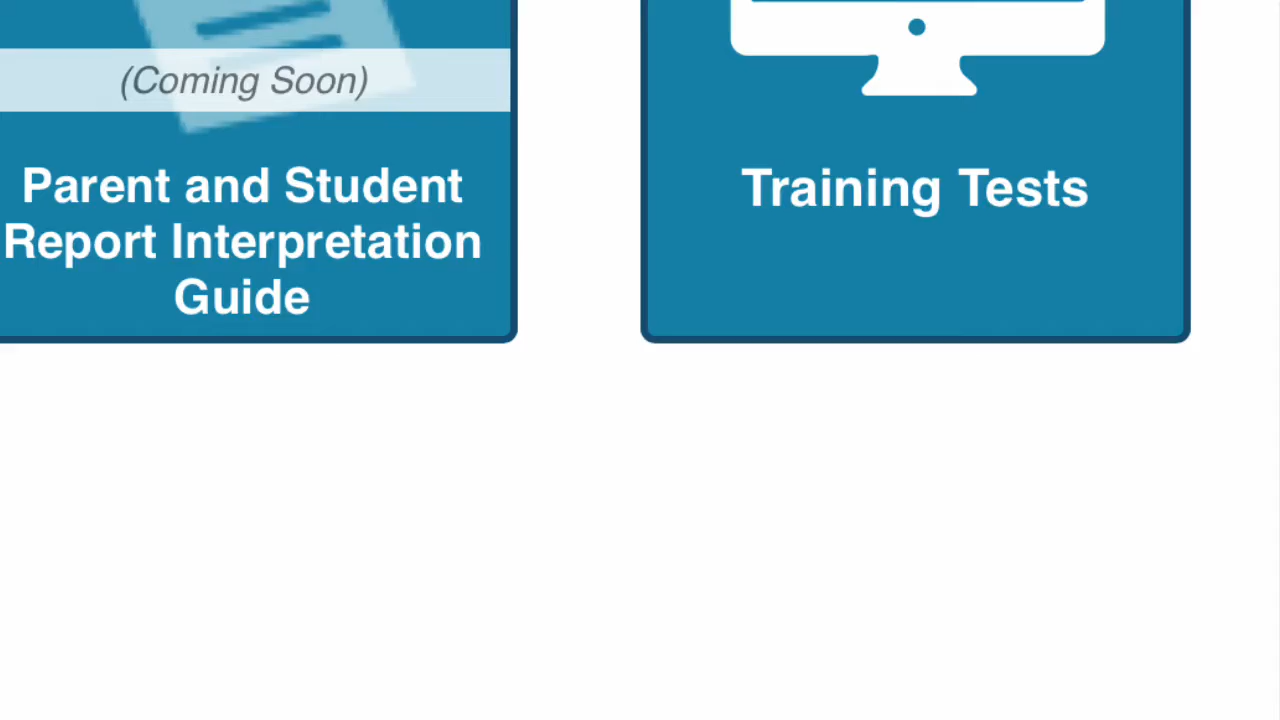 (Coming Soon)
Parent and Student
Report Interpretation
Guide
Training Tests